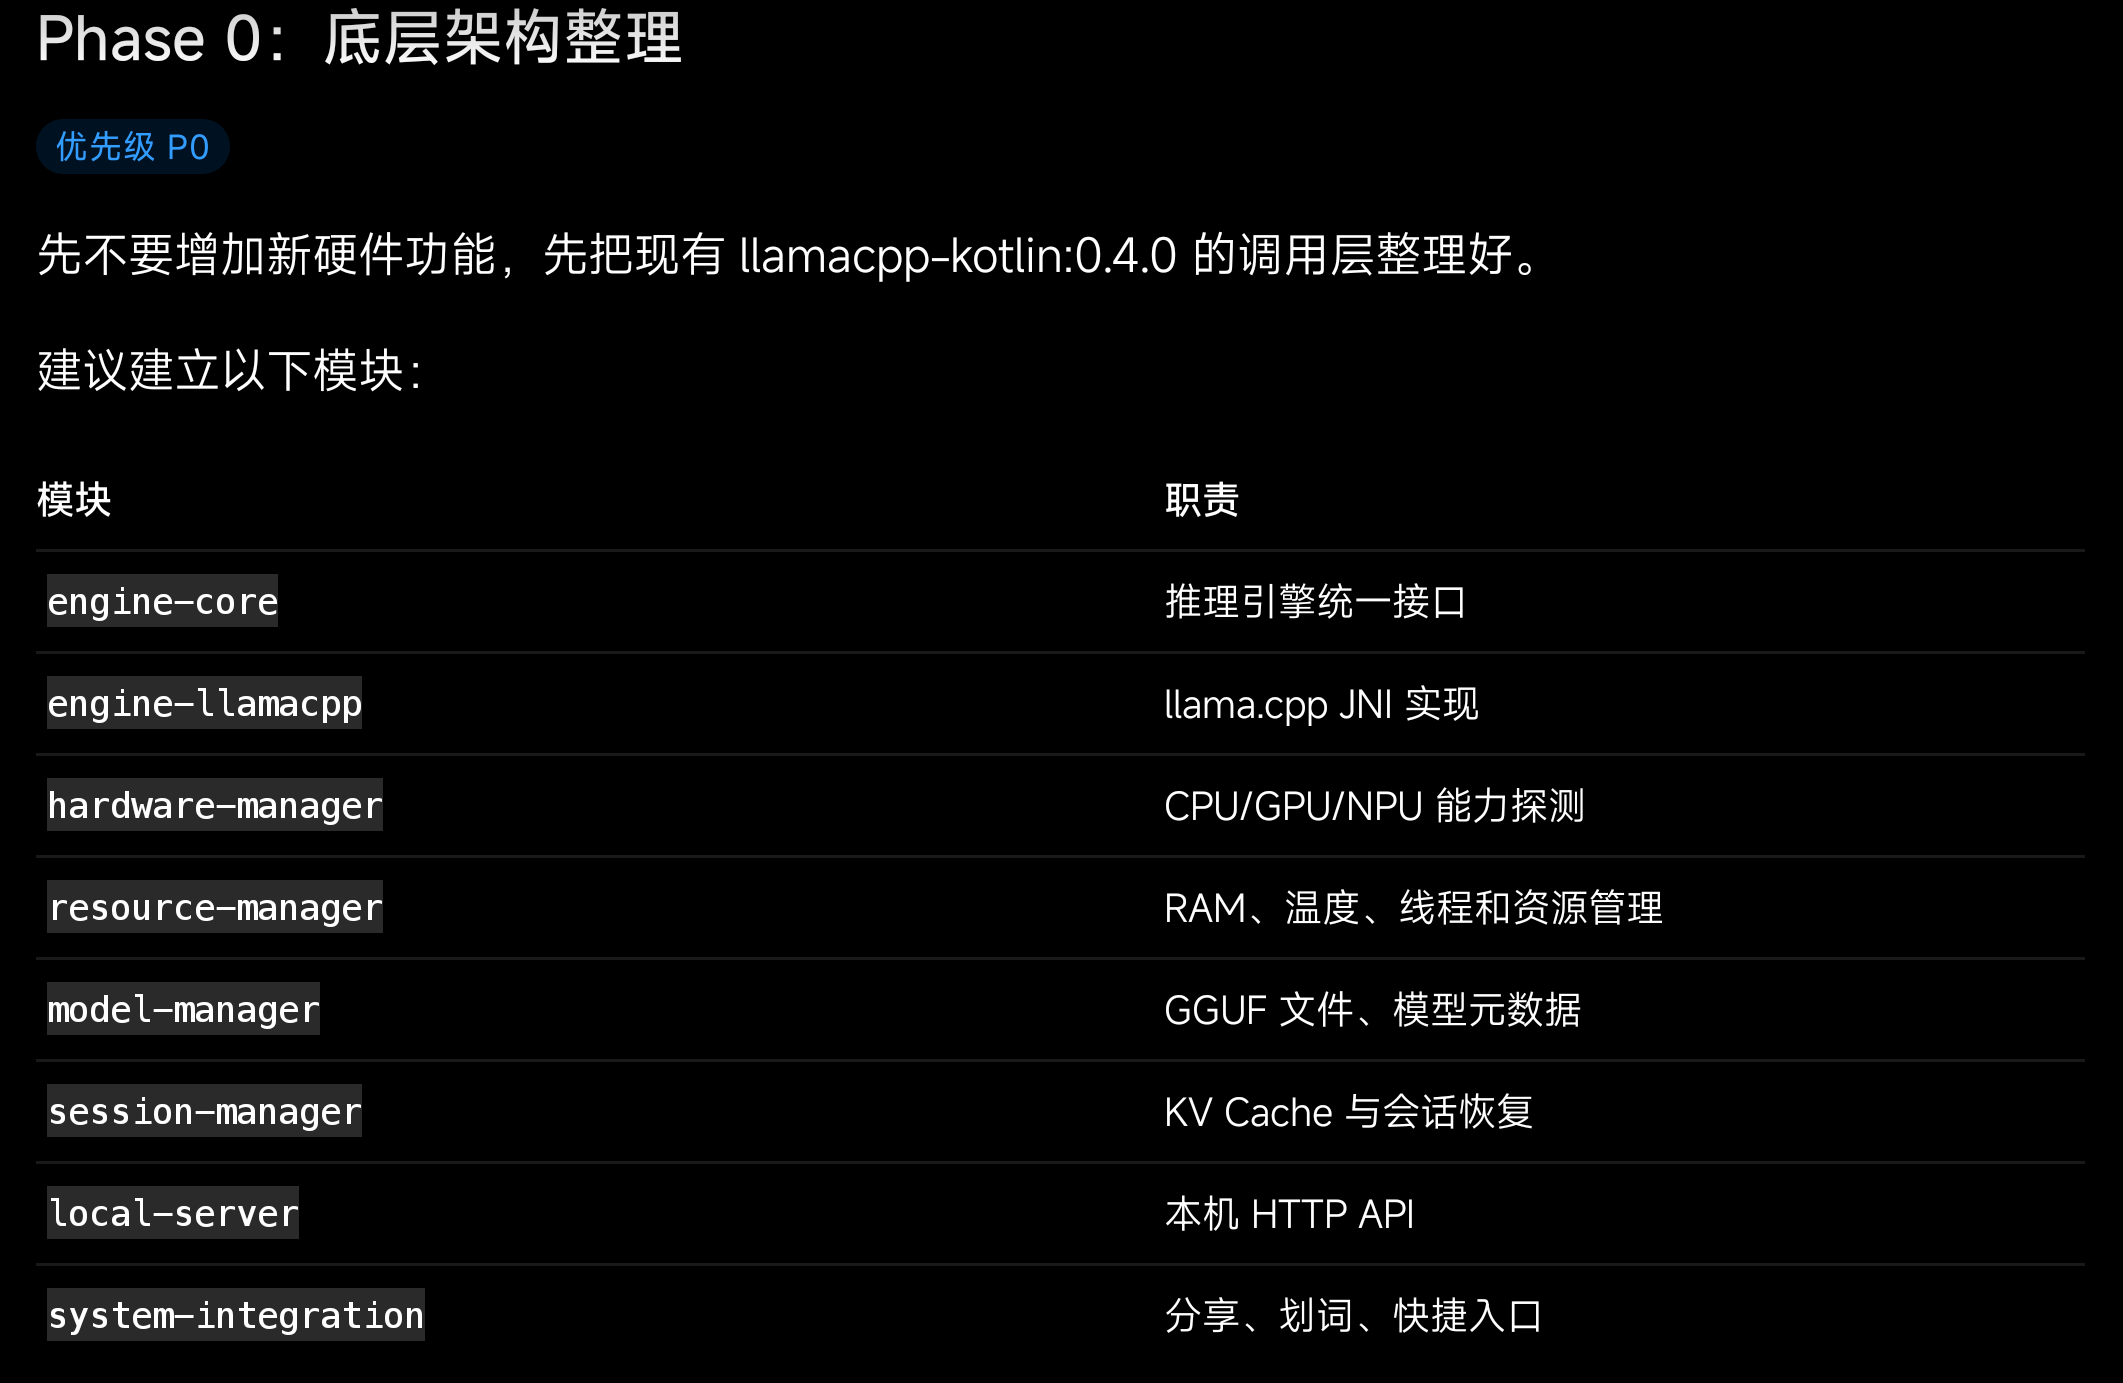 Phase 0：底层架构整理
优先级 P0
先不要增加新硬件功能，先把现有 llamacpp-kotlin:0.4.0 的调用层整理好。
建议建立以下模块：
模块 职责
engine-core 推理引擎统一接口
engine-llamacpp llama.cpp JNI 实现
hardware-manager CPU/GPU/NPU 能力探测
resource-manager RAM、温度、线程和资源管理
model-manager GGUF 文件、模型元数据
session-manager KV Cache 与会话恢复
local-server 本机 HTTP API
system-integration 分享、划词、快捷入口